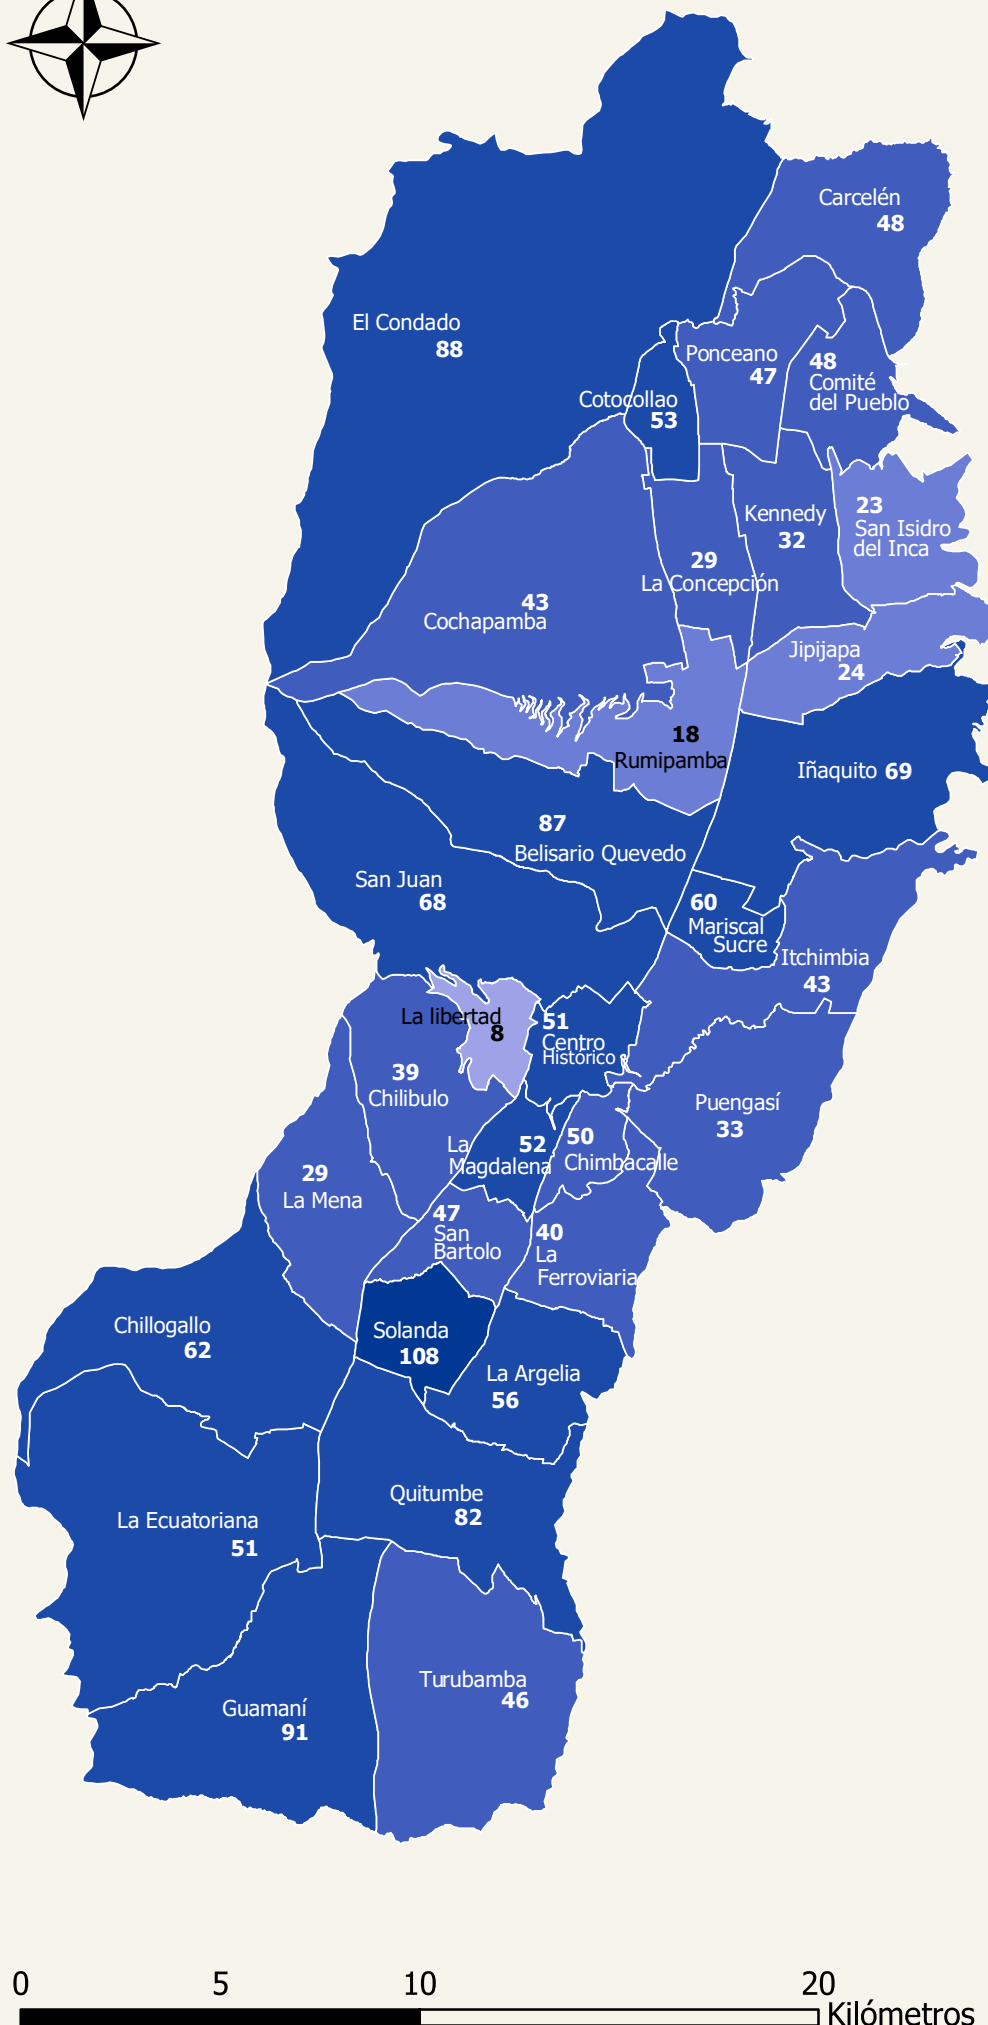 Carcelén
48
El Condado
88
Ponceano
47
48
Comité
del Pueblo
Cotocollao
53
23
San Isidro
del Inca
Kennedy
32
29
La Concepción
43
Cochapamba
Jipijapa
24
18
Rumipamba
Iñaquito 69
87
Belisario Quevedo
San Juan
68
60
Mariscal
Sucre
Itchimbia
43
La libertad
8
51
Centro
Histórico
39
Chilibulo
Puengasí
33
La
Magdalena
52
50
Chimbacalle
29
La Mena
47
San
Bartolo
40
La
Ferroviaria
Chillogallo
62
Solanda
108
La Argelia
56
Quitumbe
82
La Ecuatoriana
51
Turubamba
46
Guamaní
91
0 5 10 20
Kilómetros